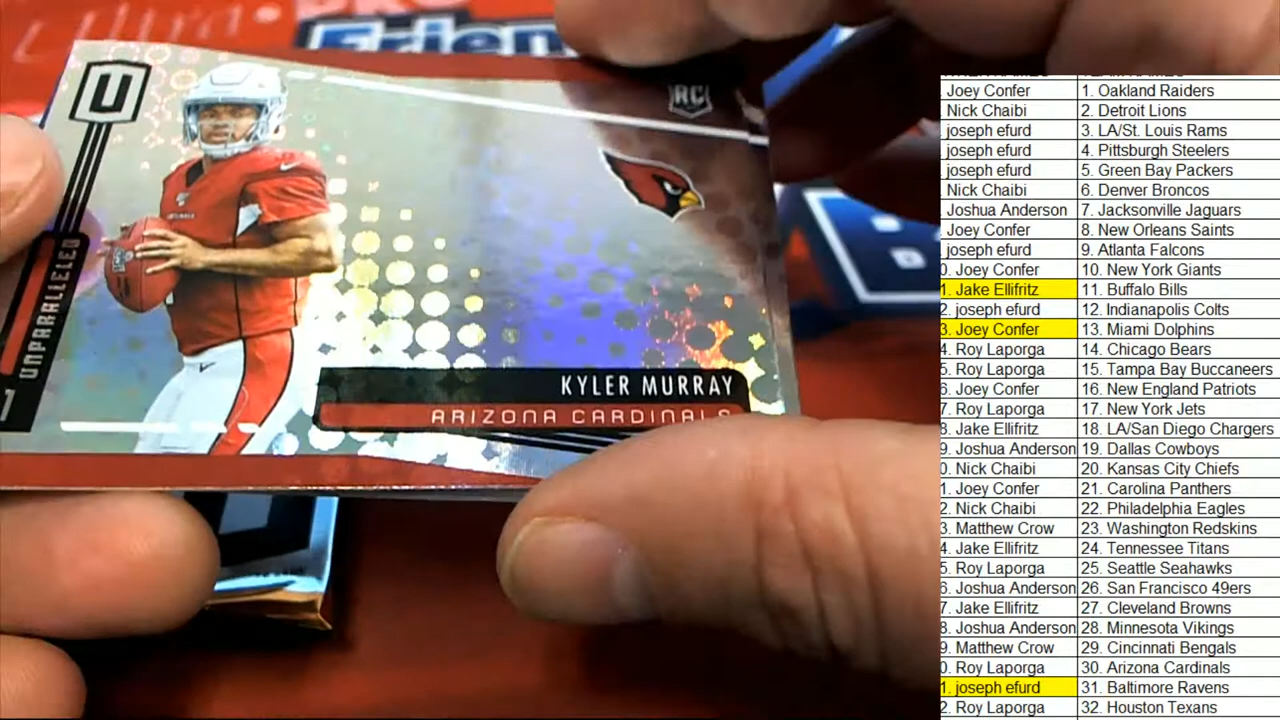 Ultra PRO
Frien
U
RC
UNPARALLELED
KYLER MURRAY
ARIZONA CARDINALS
Joey Confer 1. Oakland Raiders
Nick Chaibi 2. Detroit Lions
joseph efurd 3. LA/St. Louis Rams
joseph efurd 4. Pittsburgh Steelers
joseph efurd 5. Green Bay Packers
Nick Chaibi 6. Denver Broncos
Joshua Anderson 7. Jacksonville Jaguars
Joey Confer 8. New Orleans Saints
joseph efurd 9. Atlanta Falcons
0. Joey Confer 10. New York Giants
1. Jake Ellifritz 11. Buffalo Bills
2. joseph efurd 12. Indianapolis Colts
3. Joey Confer 13. Miami Dolphins
4. Roy Laporga 14. Chicago Bears
5. Roy Laporga 15. Tampa Bay Buccaneers
6. Joey Confer 16. New England Patriots
7. Roy Laporga 17. New York Jets
8. Jake Ellifritz 18. LA/San Diego Chargers
9. Joshua Anderson 19. Dallas Cowboys
0. Nick Chaibi 20. Kansas City Chiefs
1. Joey Confer 21. Carolina Panthers
2. Nick Chaibi 22. Philadelphia Eagles
3. Matthew Crow 23. Washington Redskins
4. Jake Ellifritz 24. Tennessee Titans
5. Roy Laporga 25. Seattle Seahawks
6. Joshua Anderson 26. San Francisco 49ers
7. Jake Ellifritz 27. Cleveland Browns
8. Joshua Anderson 28. Minnesota Vikings
9. Matthew Crow 29. Cincinnati Bengals
0. Roy Laporga 30. Arizona Cardinals
1. joseph efurd 31. Baltimore Ravens
2. Roy Laporga 32. Houston Texans